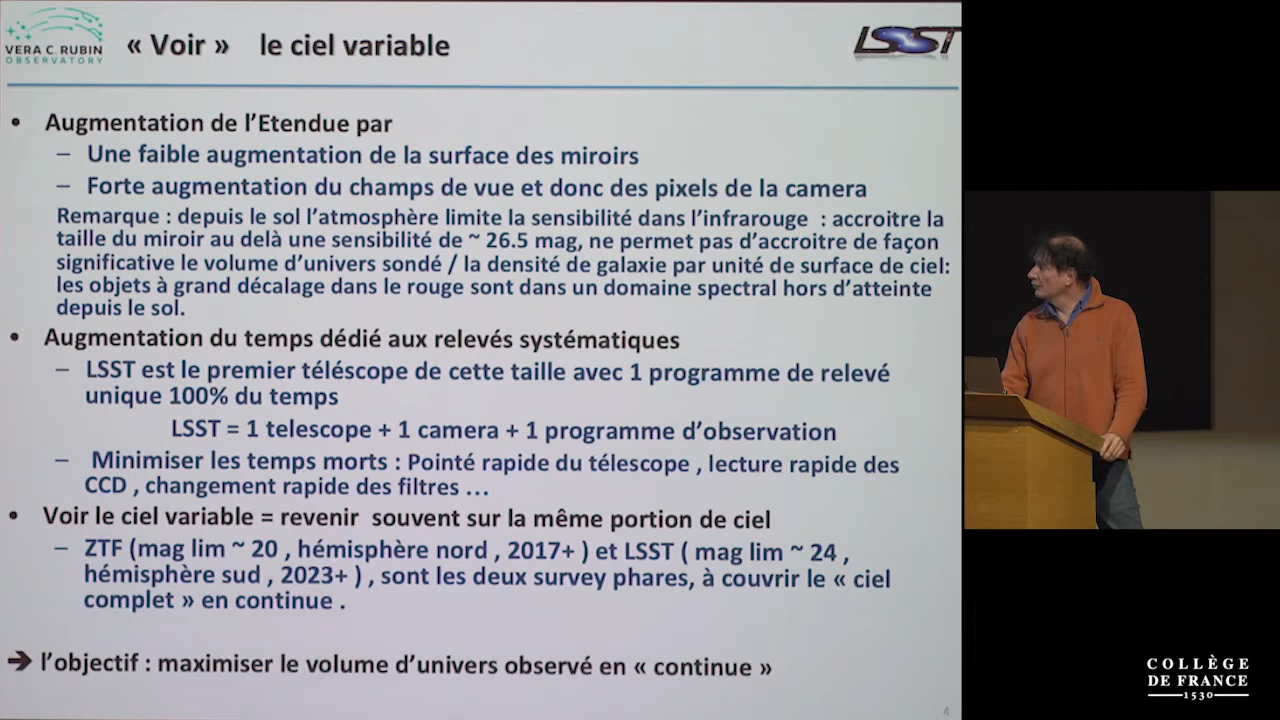 VERA C. RUBIN
OBSERVATORY
« Voir » le ciel variable
LSST
• Augmentation de l’Etendue par
– Une faible augmentation de la surface des miroirs
– Forte augmentation du champs de vue et donc des pixels de la camera
Remarque : depuis le sol l’atmosphère limite la sensibilité dans l’infrarouge : accroitre la
taille du miroir au delà une sensibilité de ~ 26.5 mag, ne permet pas d’accroitre de façon
significative le volume d’univers sondé / la densité de galaxie par unité de surface de ciel:
les objets à grand décalage dans le rouge sont dans un domaine spectral hors d’atteinte
depuis le sol.
• Augmentation du temps dédié aux relevés systématiques
– LSST est le premier téléscope de cette taille avec 1 programme de relevé
unique 100% du temps
LSST = 1 telescope + 1 camera + 1 programme d’observation
– Minimiser les temps morts : Pointé rapide du télescope , lecture rapide des
CCD , changement rapide des filtres …
• Voir le ciel variable = revenir souvent sur la même portion de ciel
– ZTF (mag lim ~ 20 , hémisphère nord , 2017+ ) et LSST ( mag lim ~ 24 ,
hémisphère sud , 2023+ ) , sont les deux survey phares, à couvrir le « ciel
complet » en continue .
➔ l’objectif : maximiser le volume d’univers observé en « continue »
4
COLLÈGE
DE FRANCE
1530